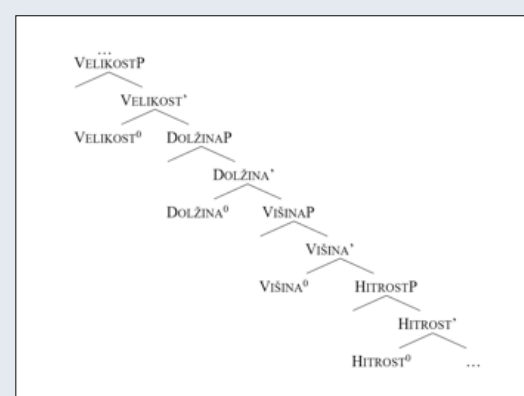 ...
VELIKOSTP
VELIKOST'
VELIKOST⁰ DOLŽINAP
DOLŽINA'
DOLŽINA⁰ VIŠINAP
VIŠINA'
VIŠINA⁰ HITROSTP
HITROST'
HITROST⁰ ...